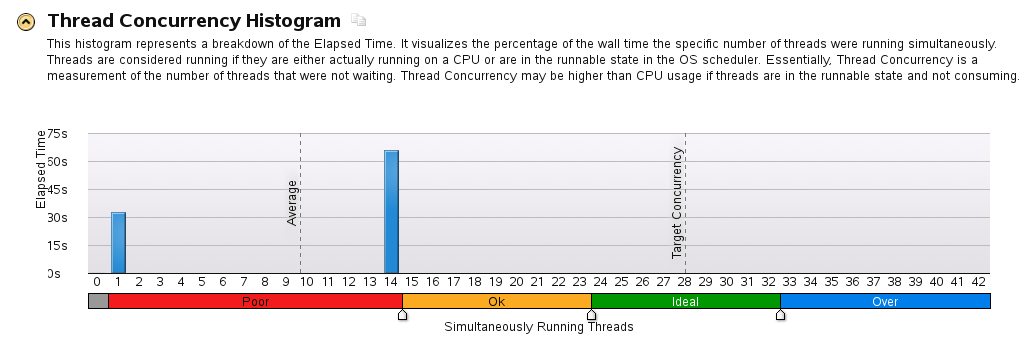 Thread Concurrency Histogram
This histogram represents a breakdown of the Elapsed Time. It visualizes the percentage of the wall time the specific number of threads were running simultaneously.
Threads are considered running if they are either actually running on a CPU or are in the runnable state in the OS scheduler. Essentially, Thread Concurrency is a
measurement of the number of threads that were not waiting. Thread Concurrency may be higher than CPU usage if threads are in the runnable state and not consuming.
Elapsed Time
75s
60s
45s
30s
15s
0s
Average
Target Concurrency
0 1 2 3 4 5 6 7 8 9 10 11 12 13 14 15 16 17 18 19 20 21 22 23 24 25 26 27 28 29 30 31 32 33 34 35 36 37 38 39 40 41 42
Poor Ok Ideal Over
Simultaneously Running Threads